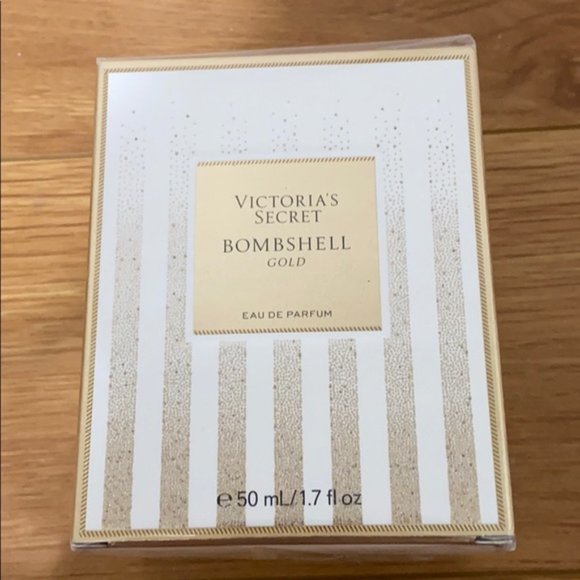 VICTORIA'S
SECRET
BOMBSHELL
GOLD
EAU DE PARFUM
℮ 50 mL/1.7 fl oz